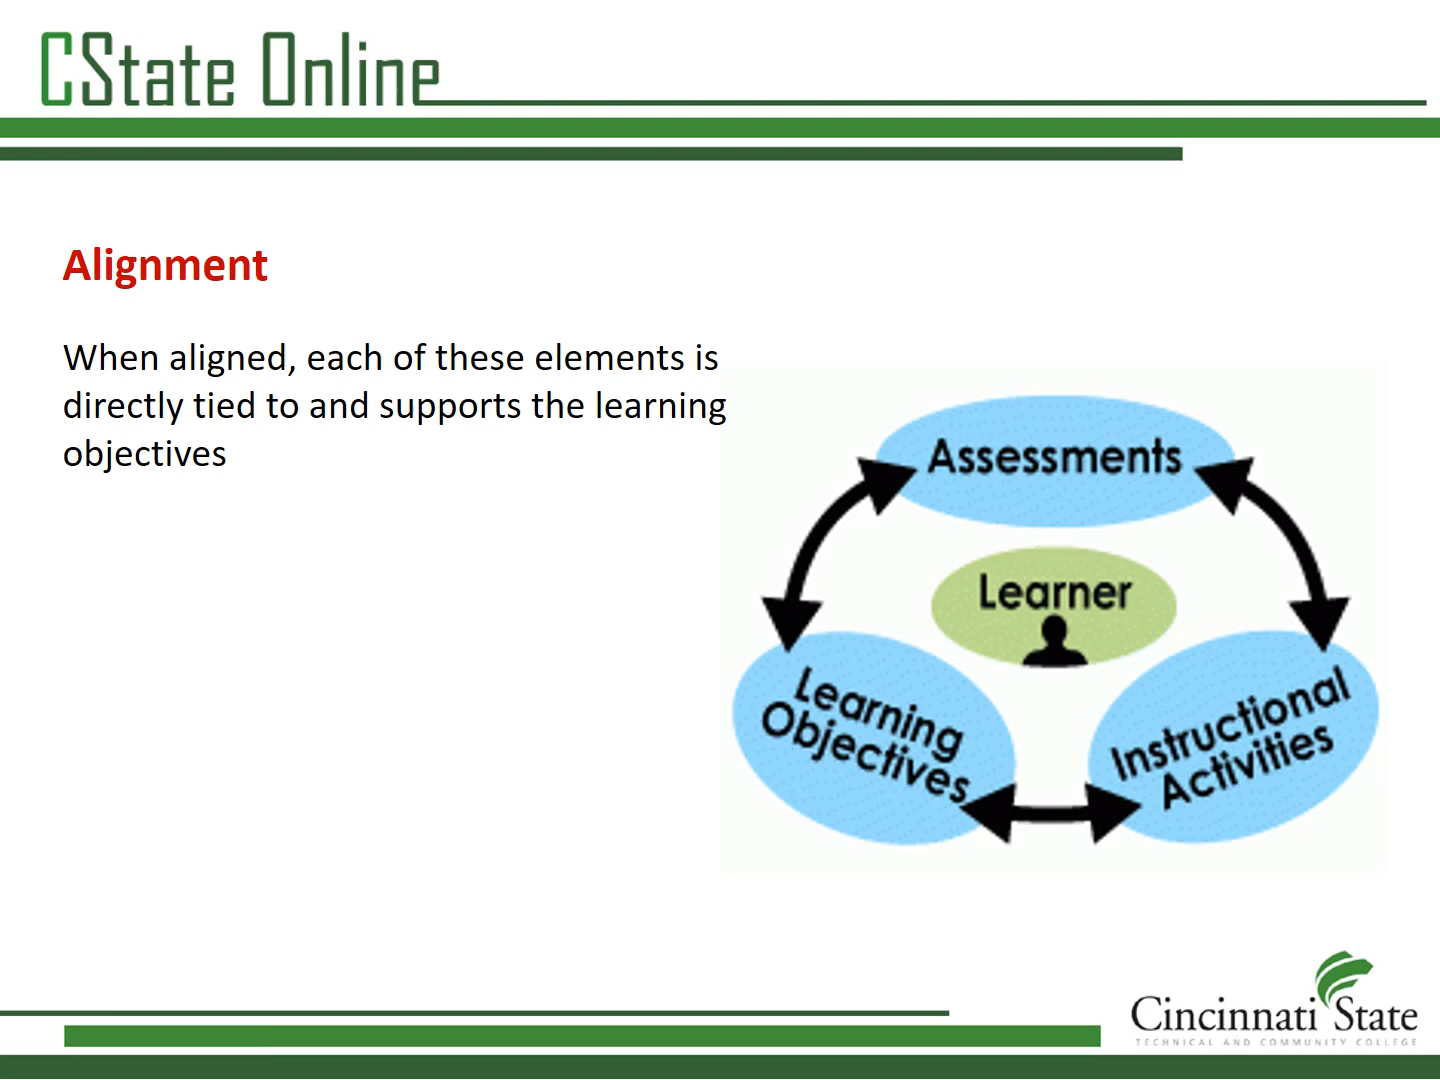 CState Online
Alignment
When aligned, each of these elements is
directly tied to and supports the learning
objectives
Assessments
Learner
Learning
Objectives
Instructional
Activities
Cincinnati State
TECHNICAL AND COMMUNITY COLLEGE